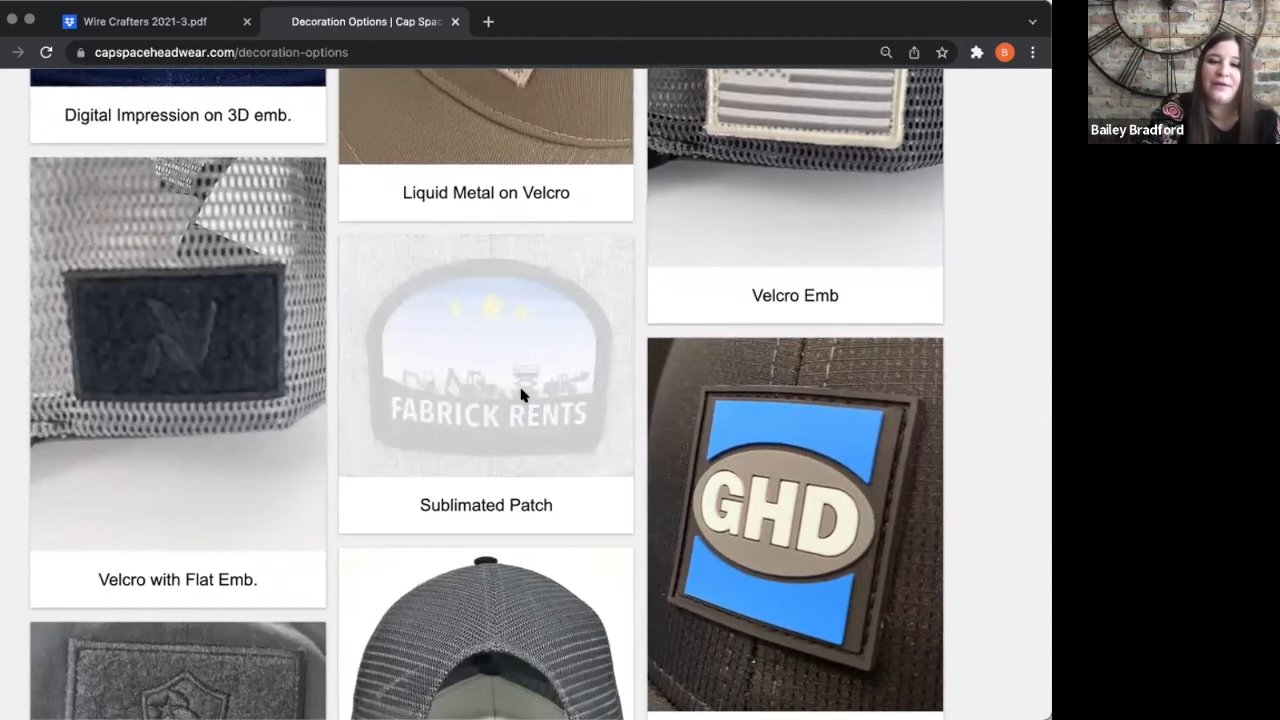 Wire Crafters 2021-3.pdf
Decoration Options | Cap Spac
capspaceheadwear.com/decoration-options
B
Bailey Bradford
Digital Impression on 3D emb.
Liquid Metal on Velcro
Velcro Emb
FABRICK RENTS
Sublimated Patch
GHD
Velcro with Flat Emb.
N